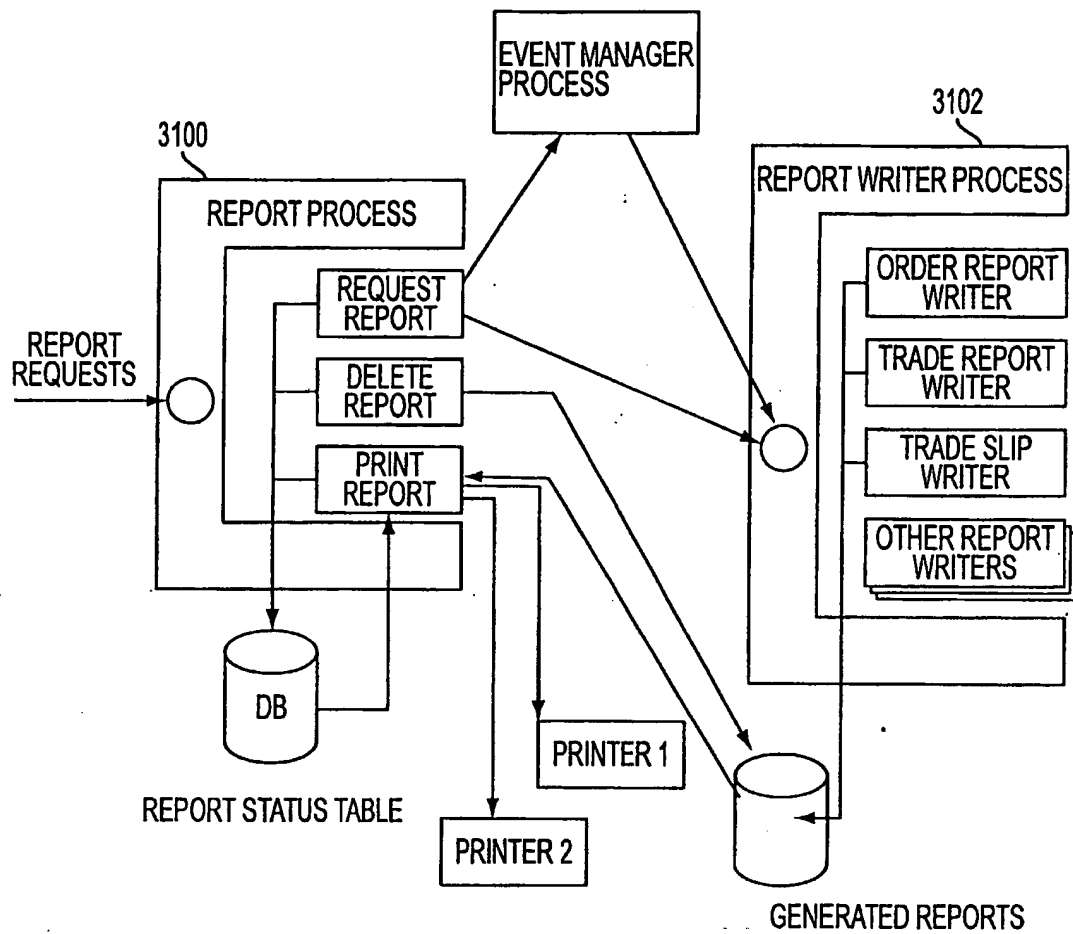 EVENT MANAGER
PROCESS
3100
3102
REPORT PROCESS
REPORT WRITER PROCESS
REQUEST
REPORT
ORDER REPORT
WRITER
REPORT
REQUESTS
DELETE
REPORT
TRADE REPORT
WRITER
PRINT
REPORT
TRADE SLIP
WRITER
OTHER REPORT
WRITERS
DB
PRINTER 1
REPORT STATUS TABLE
PRINTER 2
GENERATED REPORTS